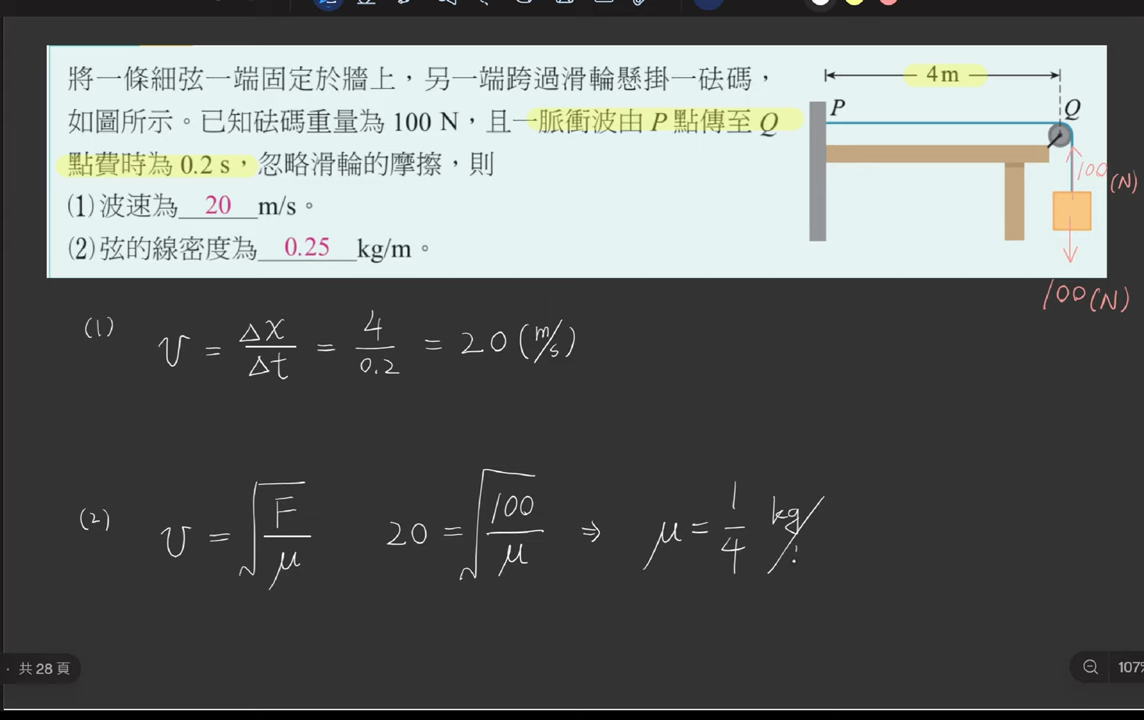 將一條細弦一端固定於牆上，另一端跨過滑輪懸掛一砝碼，
如圖所示。已知砝碼重量為 100 N，且一脈衝波由 P 點傳至 Q
點費時為 0.2 s，忽略滑輪的摩擦，則
(1)波速為 20 m/s。
(2)弦的線密度為 0.25 kg/m。
4 m
P
Q
100
(N)
100(N)
(1) v = Δx/Δt = 4/0.2 = 20 (m/s)
(2) v = √(F/μ) 20 = √(100/μ) ⇒ μ = 1/4 kg/
· 共 28 頁
107%